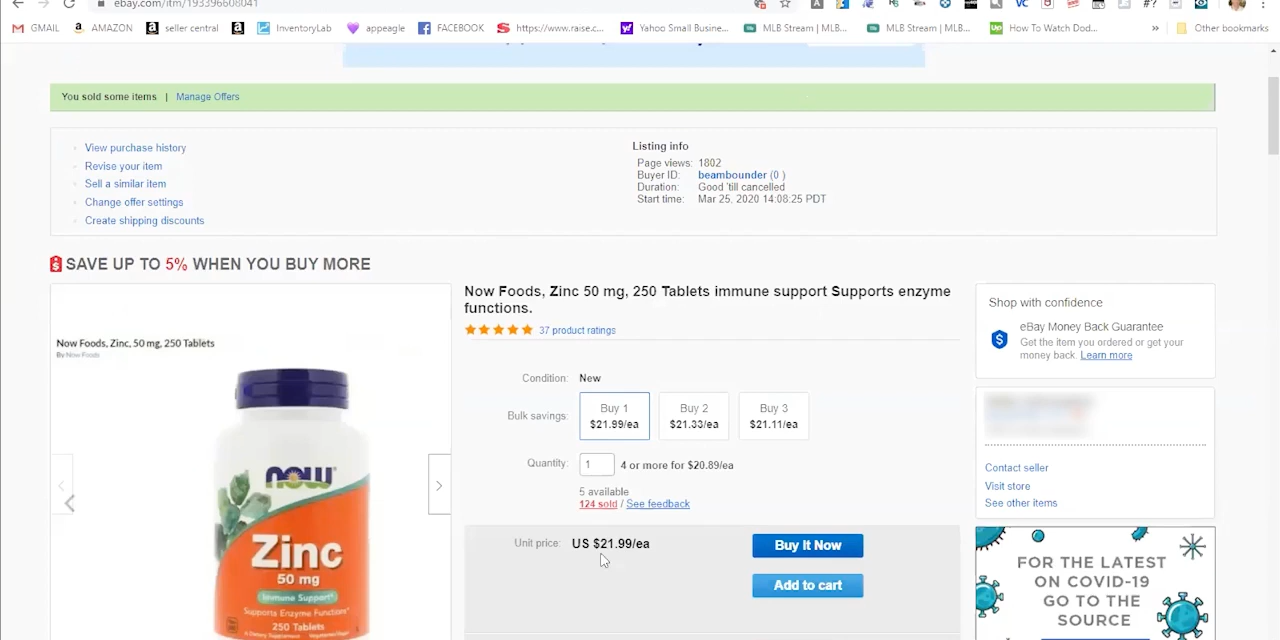 ebay.com/itm/193396608041
GMAIL
AMAZON
seller central
InventoryLab
appeagle
FACEBOOK
https://www.raise.c...
Yahoo Small Busine...
MLB Stream | MLB...
MLB Stream | MLB...
How To Watch Dod...
»
Other bookmarks
You sold some items | Manage Offers
View purchase history
Revise your item
Sell a similar item
Change offer settings
Create shipping discounts
Listing info
Page views: 1802
Buyer ID: beambounder (0 )
Duration: Good 'till cancelled
Start time: Mar 25, 2020 14:08:25 PDT
SAVE UP TO 5% WHEN YOU BUY MORE
Now Foods, Zinc, 50 mg, 250 Tablets
By Now Foods
NOW
Zinc
50 mg
Immune Support*
Supports Enzyme Functions*
250 Tablets
Now Foods, Zinc 50 mg, 250 Tablets immune support Supports enzyme
functions.
37 product ratings
Condition: New
Bulk savings:
Buy 1
$21.99/ea
Buy 2
$21.33/ea
Buy 3
$21.11/ea
Quantity: 1 4 or more for $20.89/ea
5 available
124 sold / See feedback
Unit price: US $21.99/ea
Buy It Now
Add to cart
Shop with confidence
eBay Money Back Guarantee
Get the item you ordered or get your
money back. Learn more
Contact seller
Visit store
See other items
FOR THE LATEST
ON COVID-19
GO TO THE
SOURCE